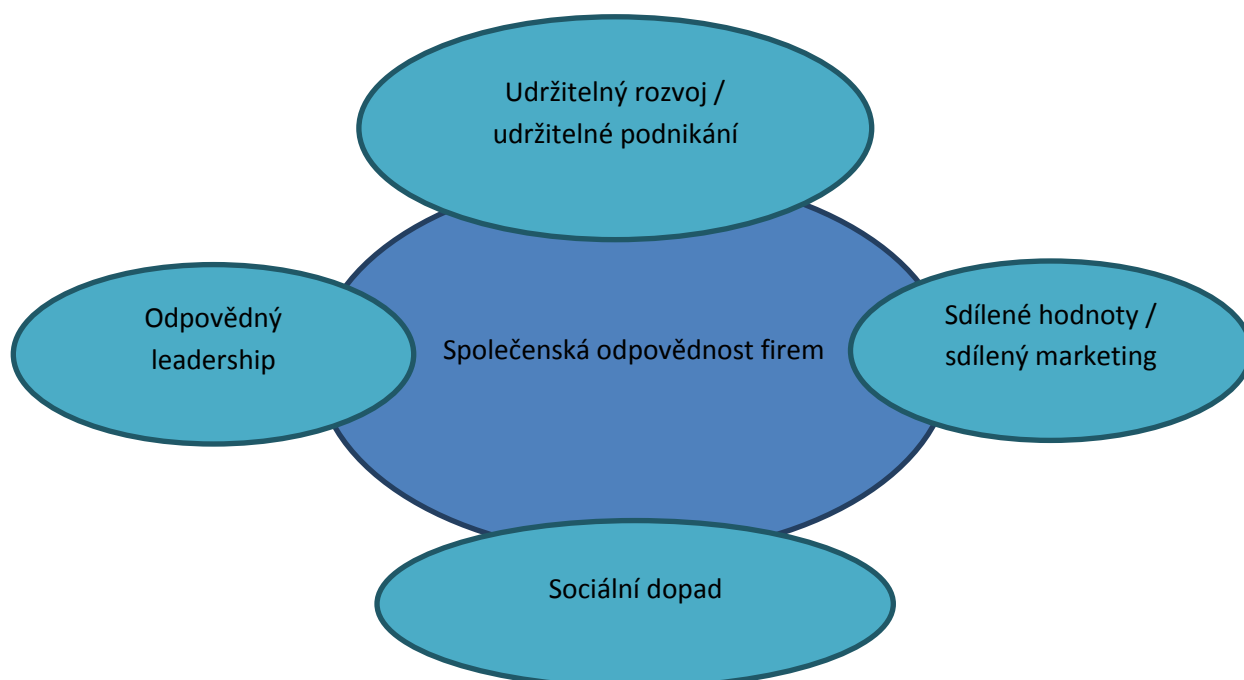 Udržitelný rozvoj /
udržitelné podnikání
Odpovědný
leadership
Společenská odpovědnost firem
Sdílené hodnoty /
sdílený marketing
Sociální dopad